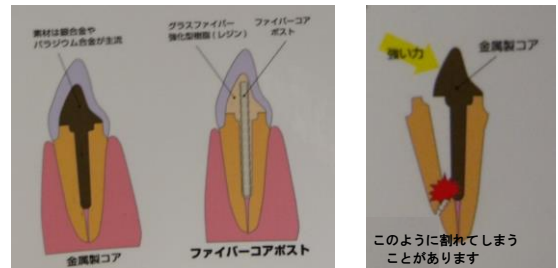 素材は銀合金や
パラジウム合金が主流
グラスファイバー
強化型樹脂(レジン)
ファイバーコア
ポスト
金属製コア
ファイバーコアポスト
強い力
金属製コア
このように割れてしまう
ことがあります